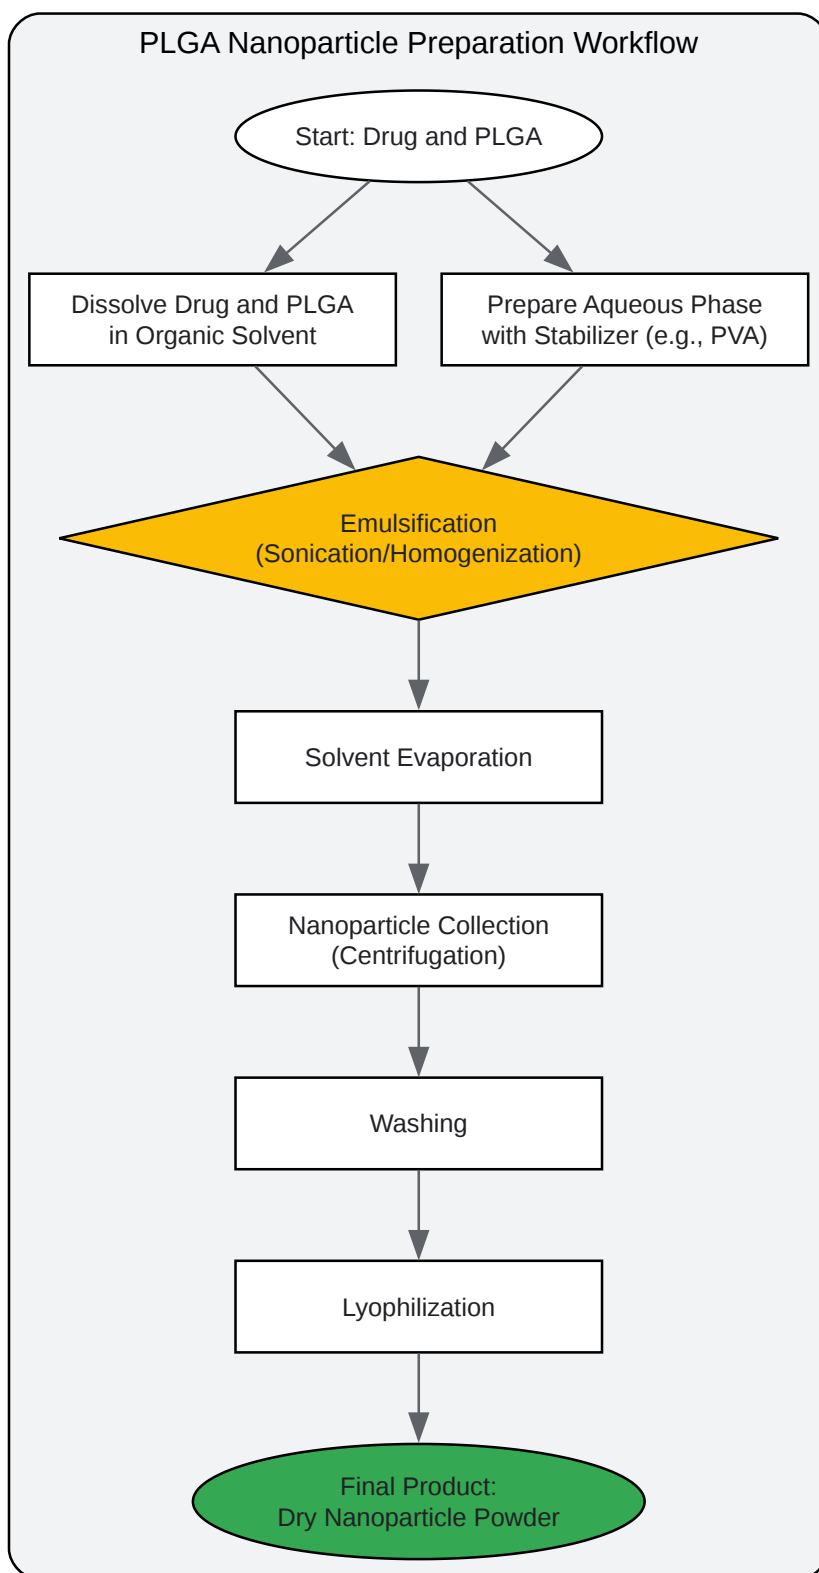 PLGA Nanoparticle Preparation Workflow
Start: Drug and PLGA
Dissolve Drug and PLGA
in Organic Solvent
Prepare Aqueous Phase
with Stabilizer (e.g., PVA)
Emulsification
(Sonication/Homogenization)
Solvent Evaporation
Nanoparticle Collection
(Centrifugation)
Washing
Lyophilization
Final Product:
Dry Nanoparticle Powder